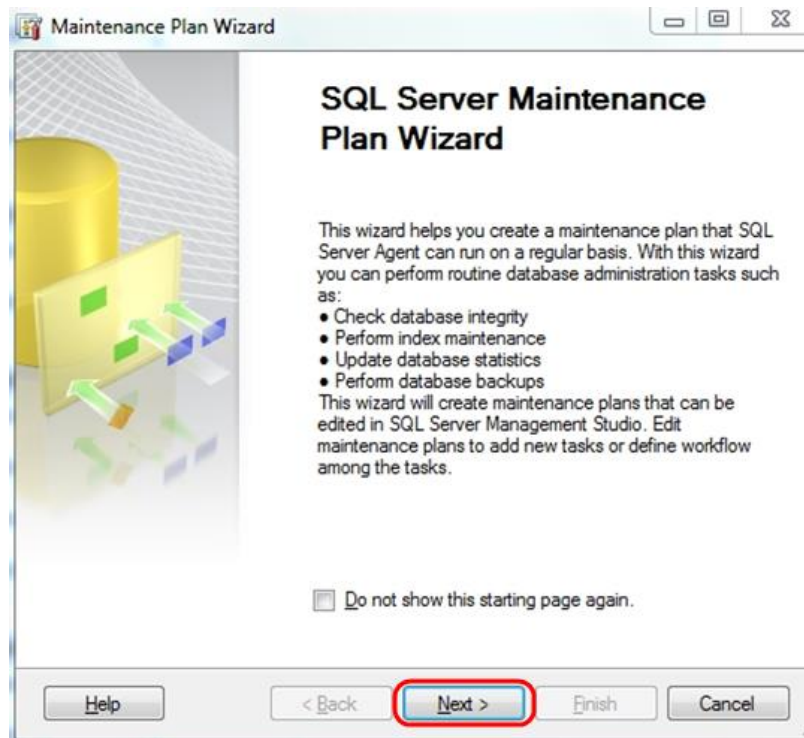 Maintenance Plan Wizard
SQL Server Maintenance
Plan Wizard
This wizard helps you create a maintenance plan that SQL
Server Agent can run on a regular basis. With this wizard
you can perform routine database administration tasks such
as:
● Check database integrity
● Perform index maintenance
● Update database statistics
● Perform database backups
This wizard will create maintenance plans that can be
edited in SQL Server Management Studio. Edit
maintenance plans to add new tasks or define workflow
among the tasks.
Do not show this starting page again.
Help < Back Next > Finish Cancel